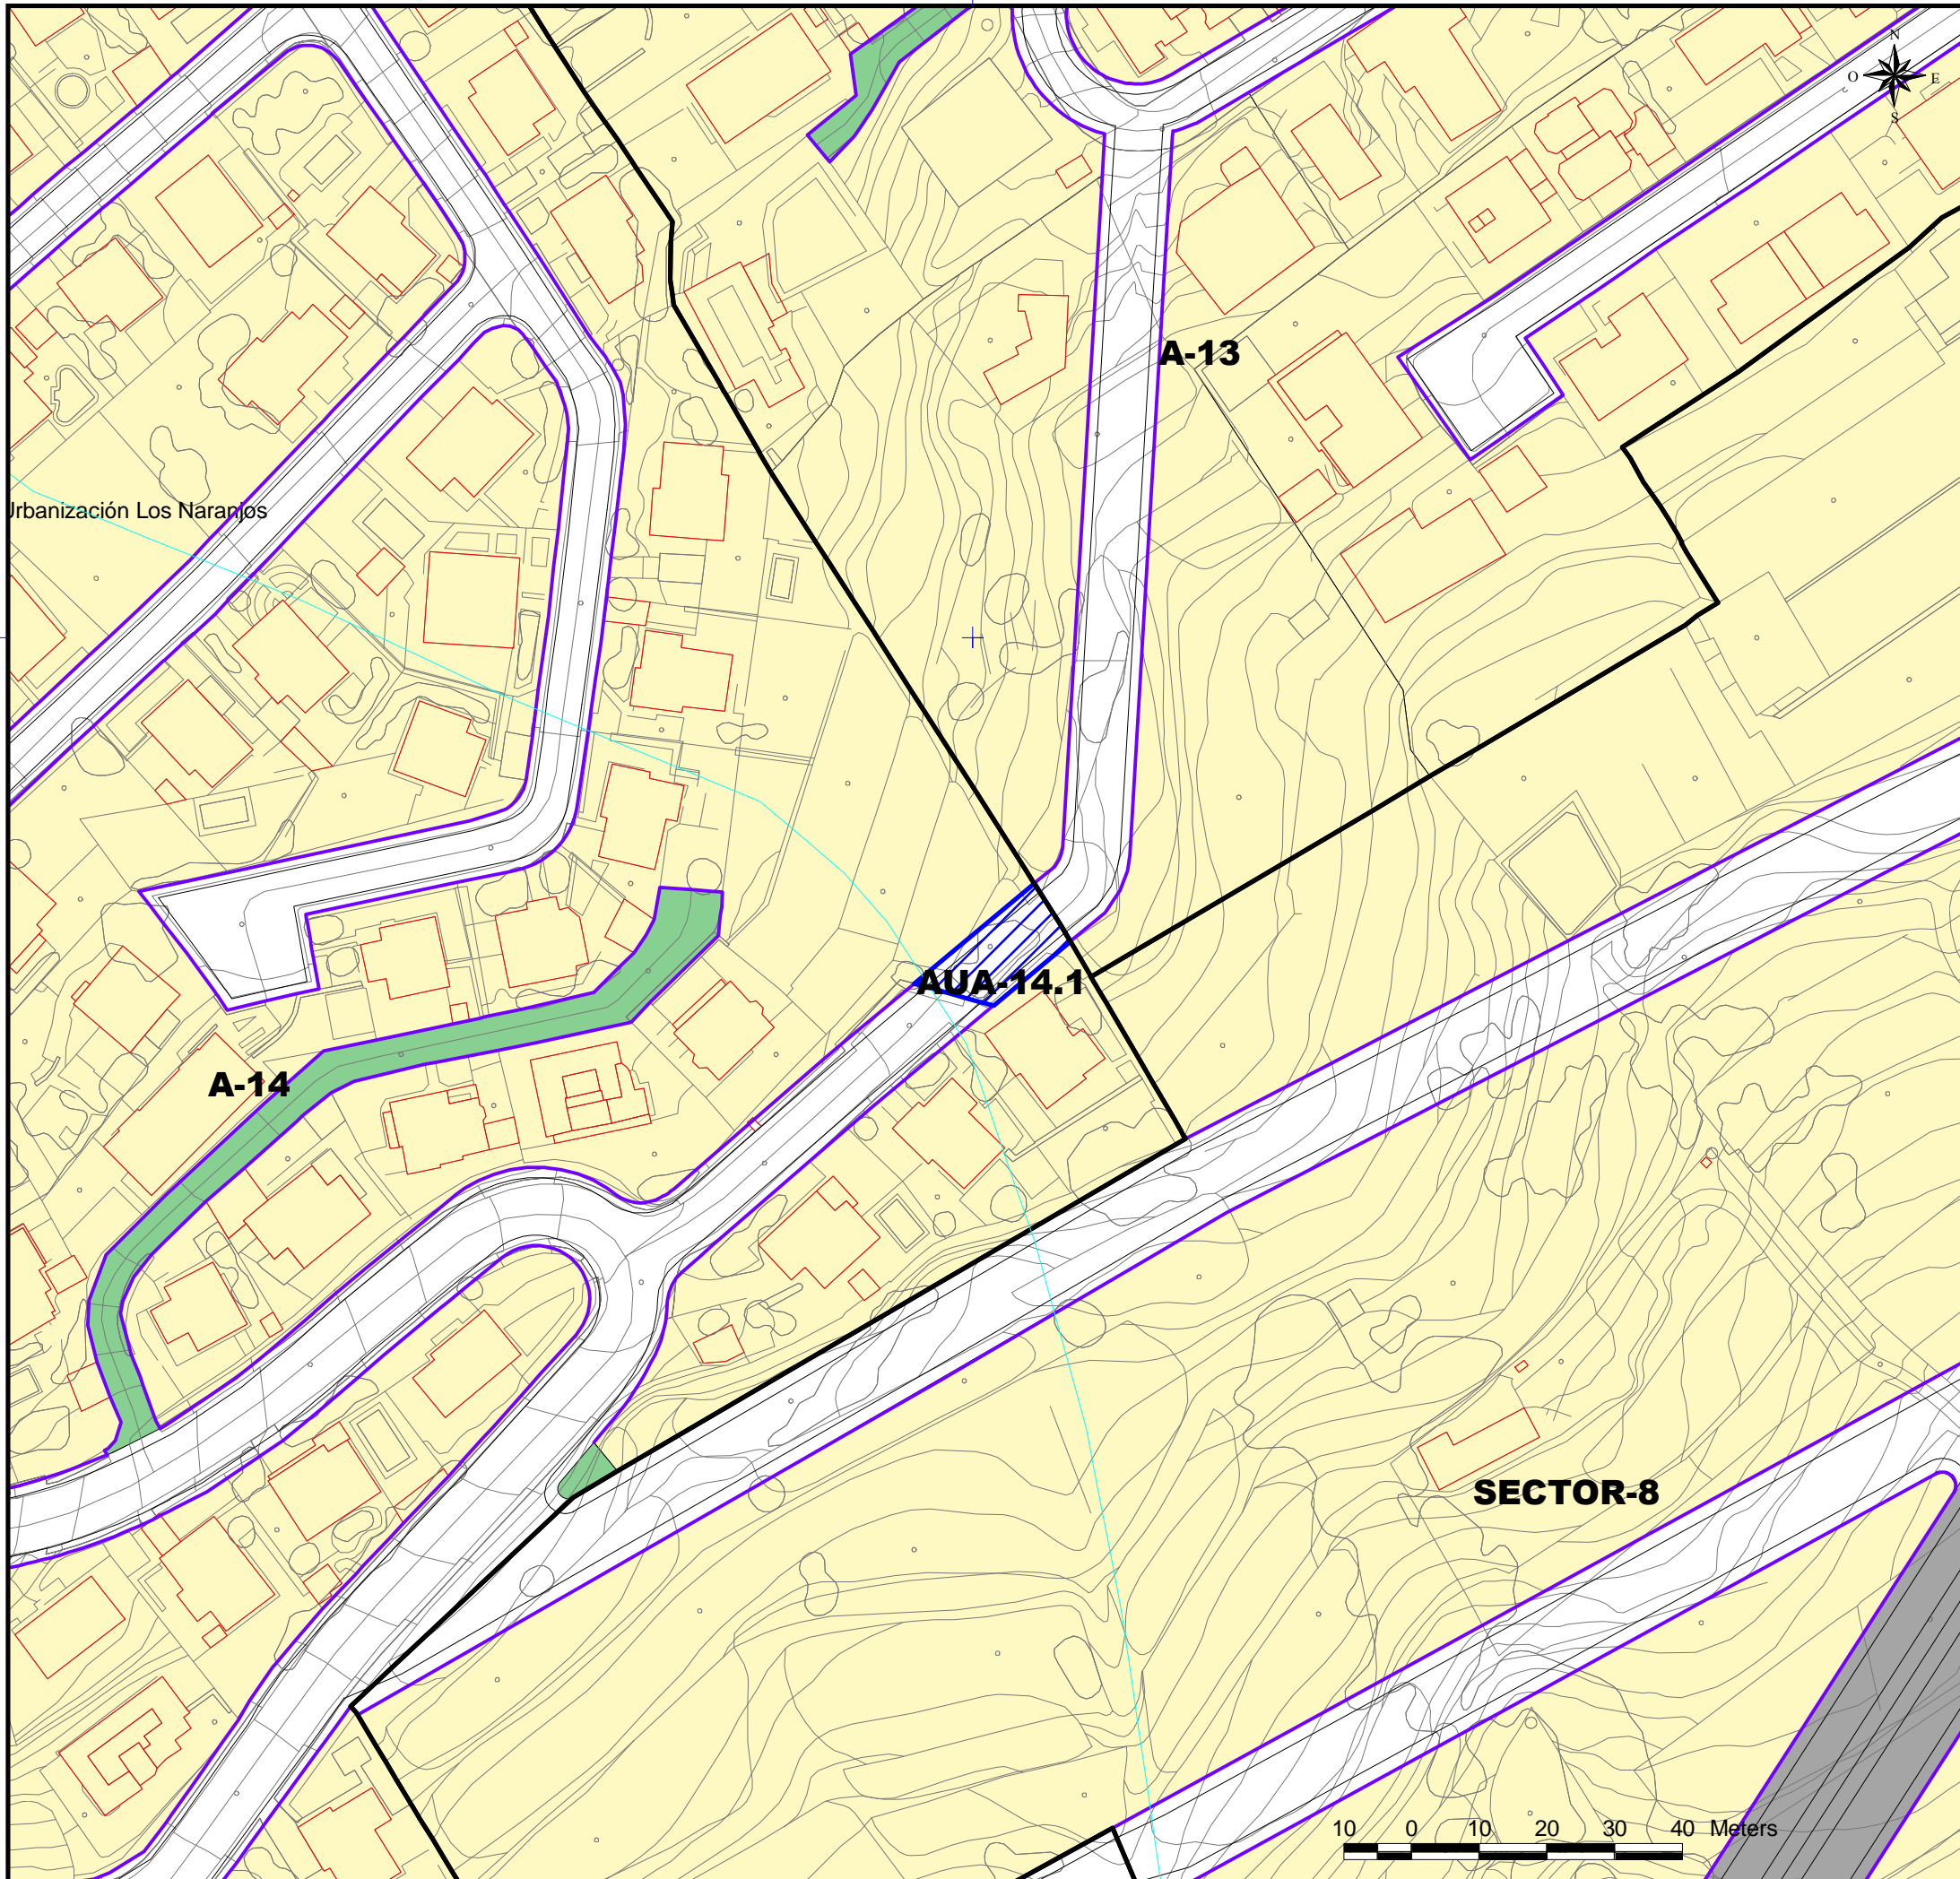 N
O E
S
A-13
Urbanización Los Naranjos
AUA-14.1
A-14
SECTOR-8
10 0 10 20 30 40 Meters